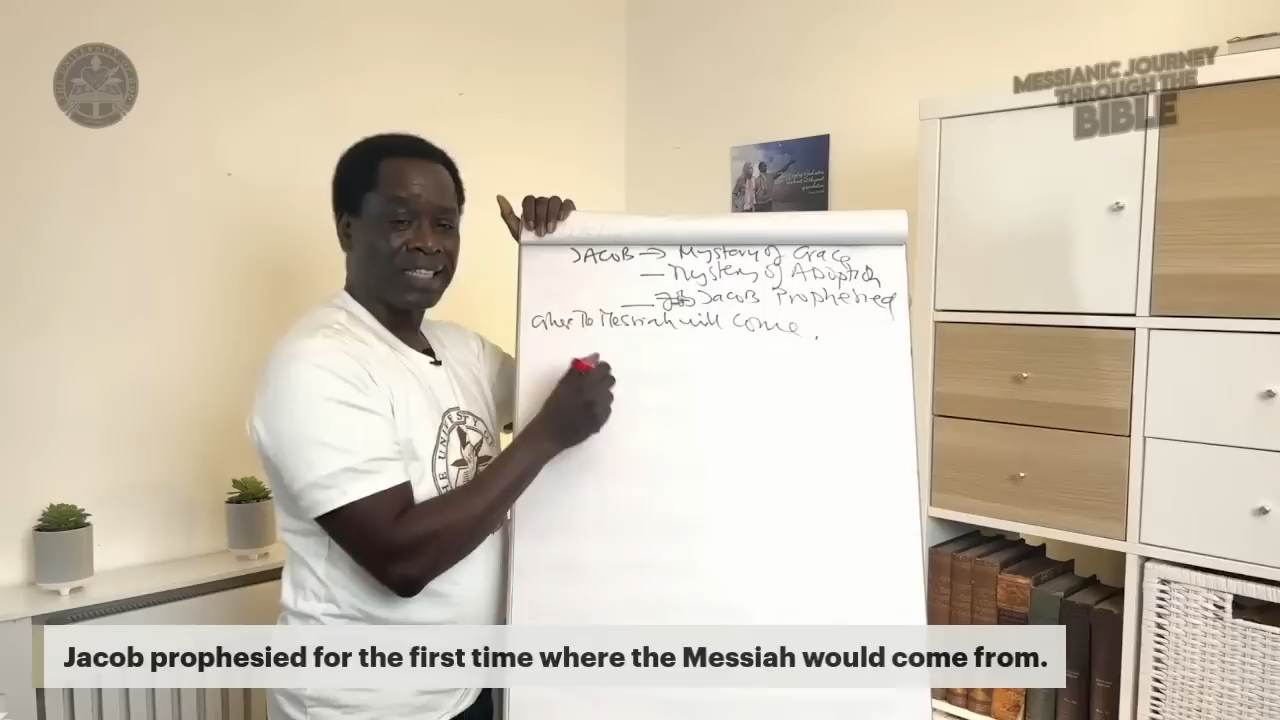 MESSIANIC JOURNEY
THROUGH THE
BIBLE
JACOB → Mystery of Grace
— Mystery of Adoption
— Jacob Prophesied
Messiah will come.
Jacob prophesied for the first time where the Messiah would come from.